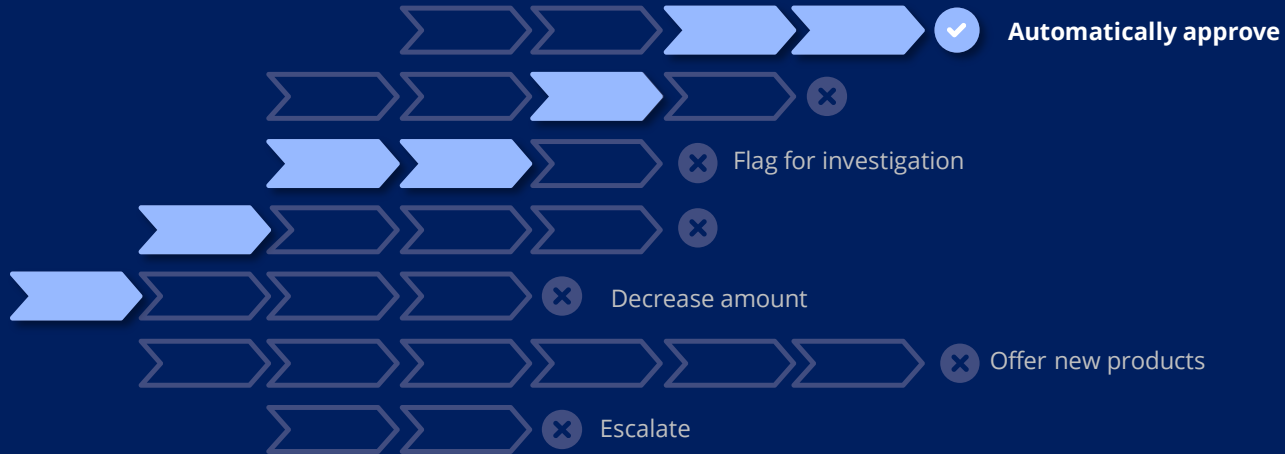 Automatically approve
Flag for investigation
Decrease amount
Offer new products
Escalate